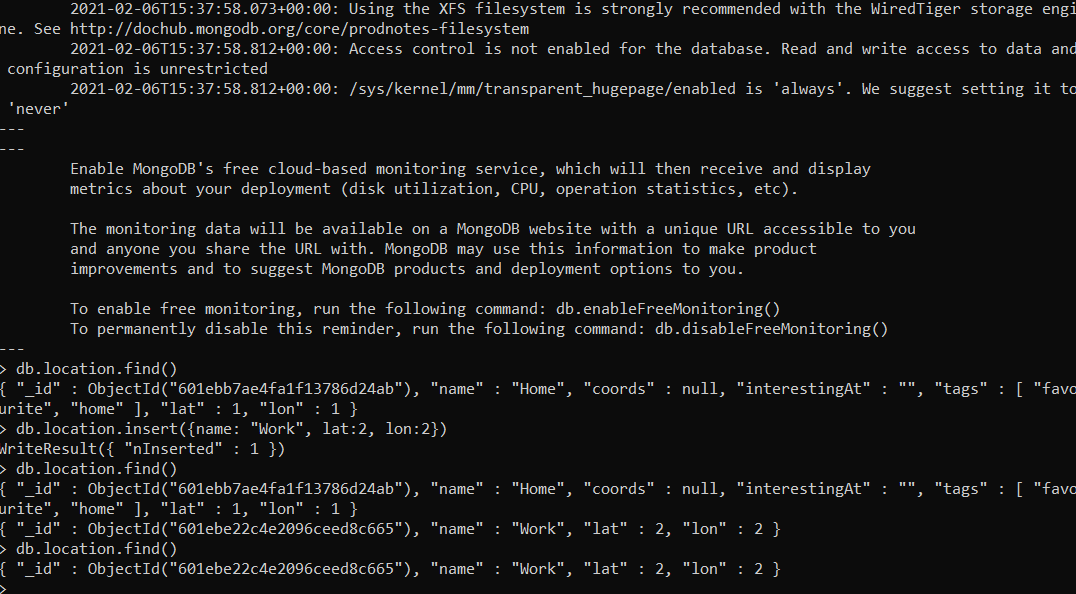 2021-02-06T15:37:58.073+00:00: Using the XFS filesystem is strongly recommended with the WiredTiger storage engi
ne. See http://dochub.mongodb.org/core/prodnotes-filesystem
2021-02-06T15:37:58.812+00:00: Access control is not enabled for the database. Read and write access to data and
configuration is unrestricted
2021-02-06T15:37:58.812+00:00: /sys/kernel/mm/transparent_hugepage/enabled is 'always'. We suggest setting it to
'never'
---
---
Enable MongoDB's free cloud-based monitoring service, which will then receive and display
metrics about your deployment (disk utilization, CPU, operation statistics, etc).
The monitoring data will be available on a MongoDB website with a unique URL accessible to you
and anyone you share the URL with. MongoDB may use this information to make product
improvements and to suggest MongoDB products and deployment options to you.
To enable free monitoring, run the following command: db.enableFreeMonitoring()
To permanently disable this reminder, run the following command: db.disableFreeMonitoring()
---
> db.location.find()
{ "_id" : ObjectId("601ebb7ae4fa1f13786d24ab"), "name" : "Home", "coords" : null, "interestingAt" : "", "tags" : [ "favo
urite", "home" ], "lat" : 1, "lon" : 1 }
> db.location.insert({name: "Work", lat:2, lon:2})
WriteResult({ "nInserted" : 1 })
> db.location.find()
{ "_id" : ObjectId("601ebb7ae4fa1f13786d24ab"), "name" : "Home", "coords" : null, "interestingAt" : "", "tags" : [ "favo
urite", "home" ], "lat" : 1, "lon" : 1 }
{ "_id" : ObjectId("601ebe22c4e2096ceed8c665"), "name" : "Work", "lat" : 2, "lon" : 2 }
> db.location.find()
{ "_id" : ObjectId("601ebe22c4e2096ceed8c665"), "name" : "Work", "lat" : 2, "lon" : 2 }
>